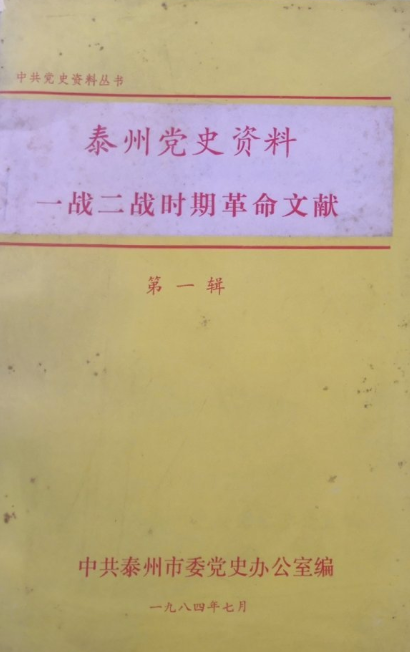 中共党史资料丛书
泰州党史资料
一战二战时期革命文献
第一辑
中共泰州市委党史办公室编
一九八四年七月